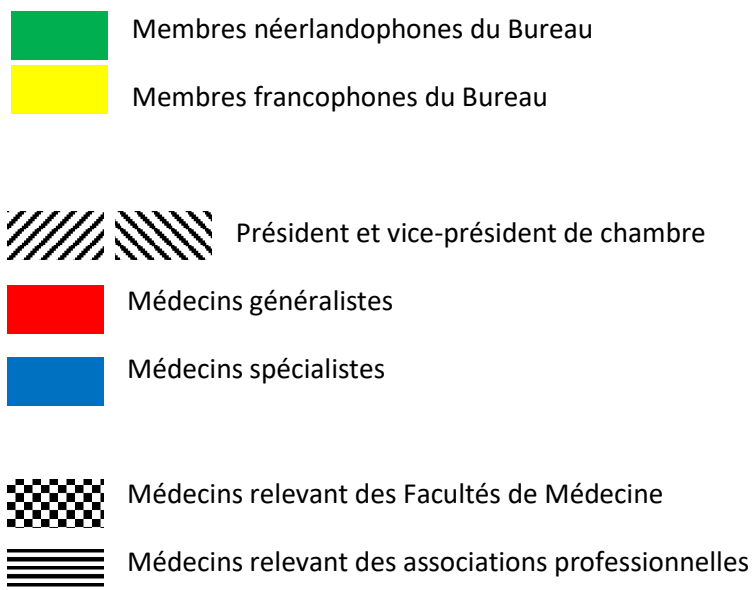 Membres néerlandophones du Bureau
Membres francophones du Bureau
Président et vice-président de chambre
Médecins généralistes
Médecins spécialistes
Médecins relevant des Facultés de Médecine
Médecins relevant des associations professionnelles